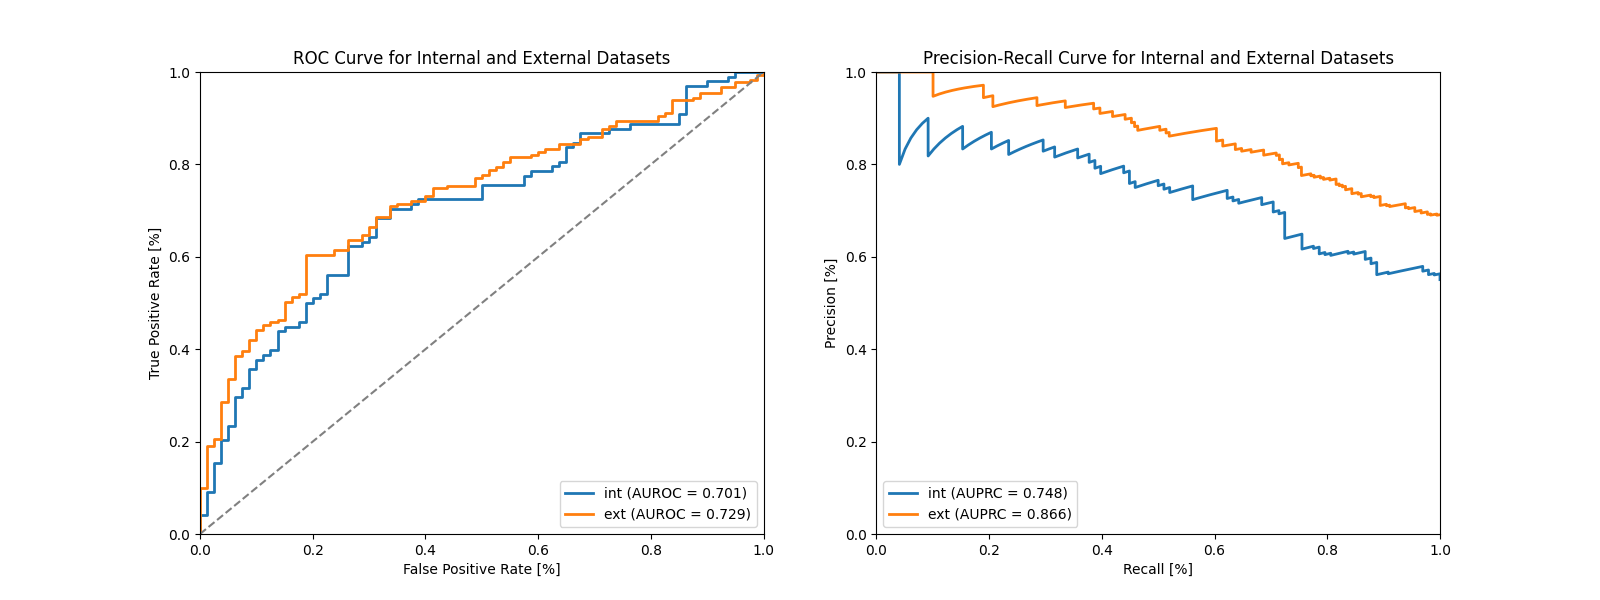 ROC Curve for Internal and External Datasets
1.0
0.8
0.6
0.4
0.2
0.0
True Positive Rate [%]
0.0 0.2 0.4 0.6 0.8 1.0
False Positive Rate [%]
int (AUROC = 0.701)
ext (AUROC = 0.729)
Precision-Recall Curve for Internal and External Datasets
1.0
0.8
0.6
0.4
0.2
0.0
Precision [%]
0.0 0.2 0.4 0.6 0.8 1.0
Recall [%]
int (AUPRC = 0.748)
ext (AUPRC = 0.866)